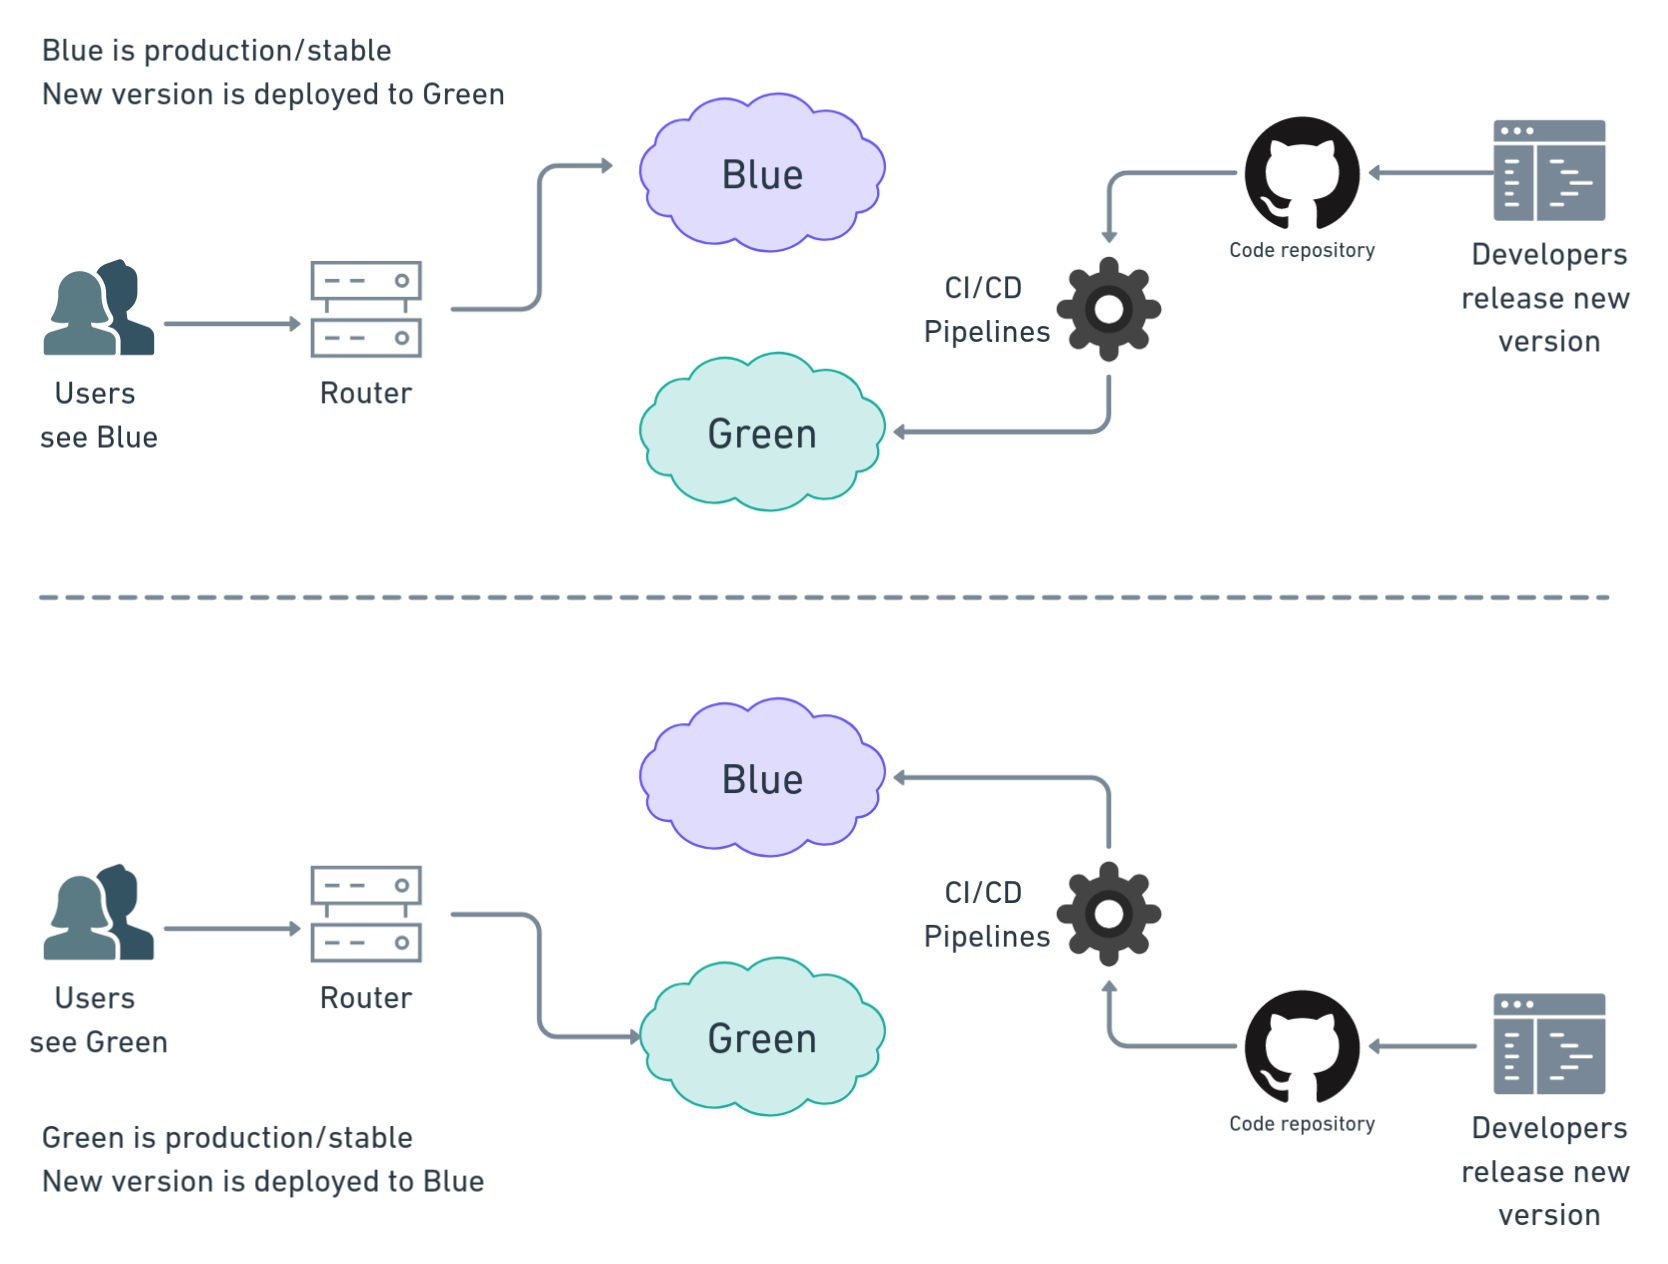 Blue is production/stable
New version is deployed to Green
Blue
Code repository
Developers
release new
version
CI/CD
Pipelines
Users
see Blue
Router
Green
Blue
CI/CD
Pipelines
Users
see Green
Router
Green
Code repository
Developers
release new
version
Green is production/stable
New version is deployed to Blue